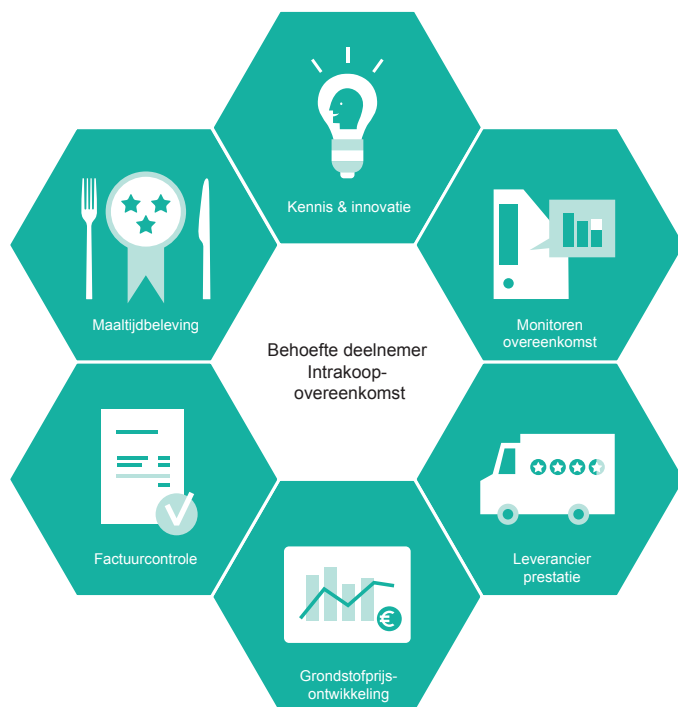 Kennis & innovatie
Maaltijdbeleving
Monitoren
overeenkomst
Behoefte deelnemer
Intrakoop-
overeenkomst
Factuurcontrole
Leverancier
prestatie
€
Grondstofprijs-
ontwikkeling